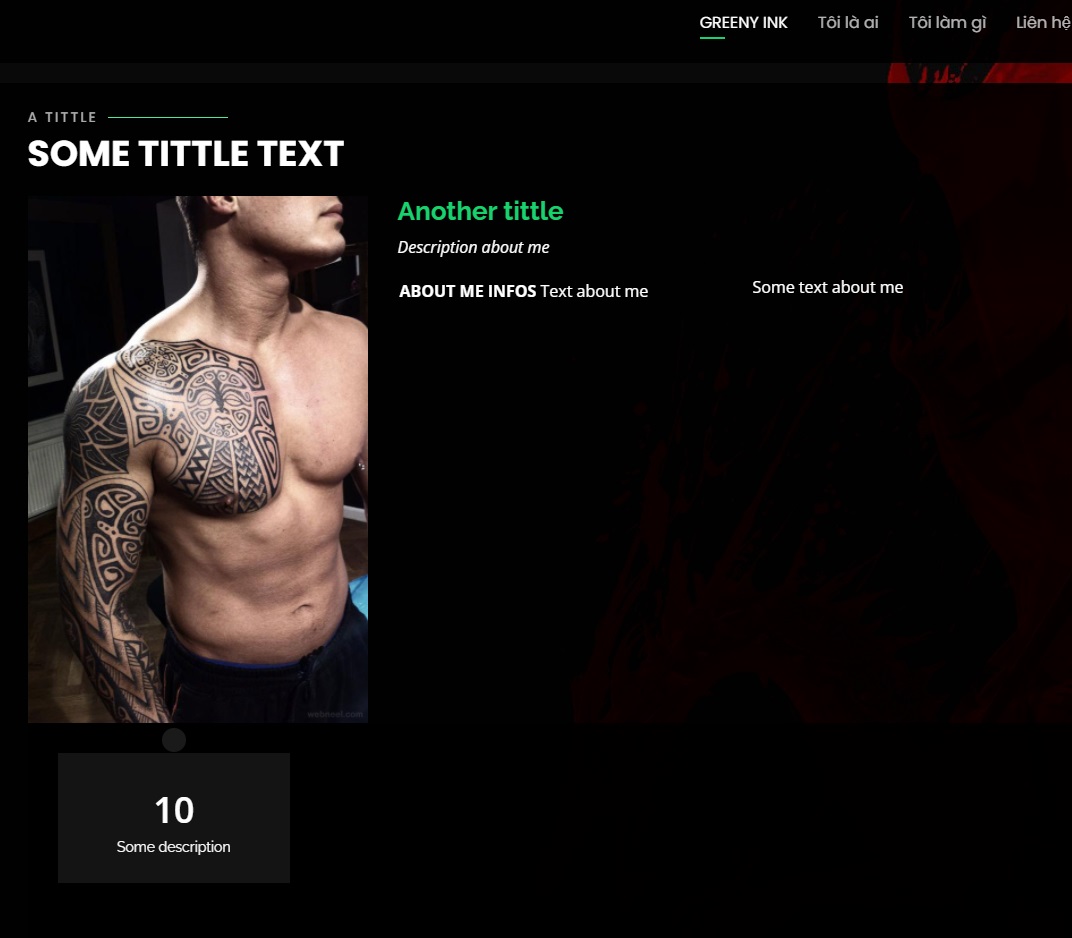 GREENY INK Tôi là ai Tôi làm gì Liên hệ
A TITTLE
SOME TITTLE TEXT
Another tittle
Description about me
ABOUT ME INFOS Text about me Some text about me
webneel.com
10
Some description